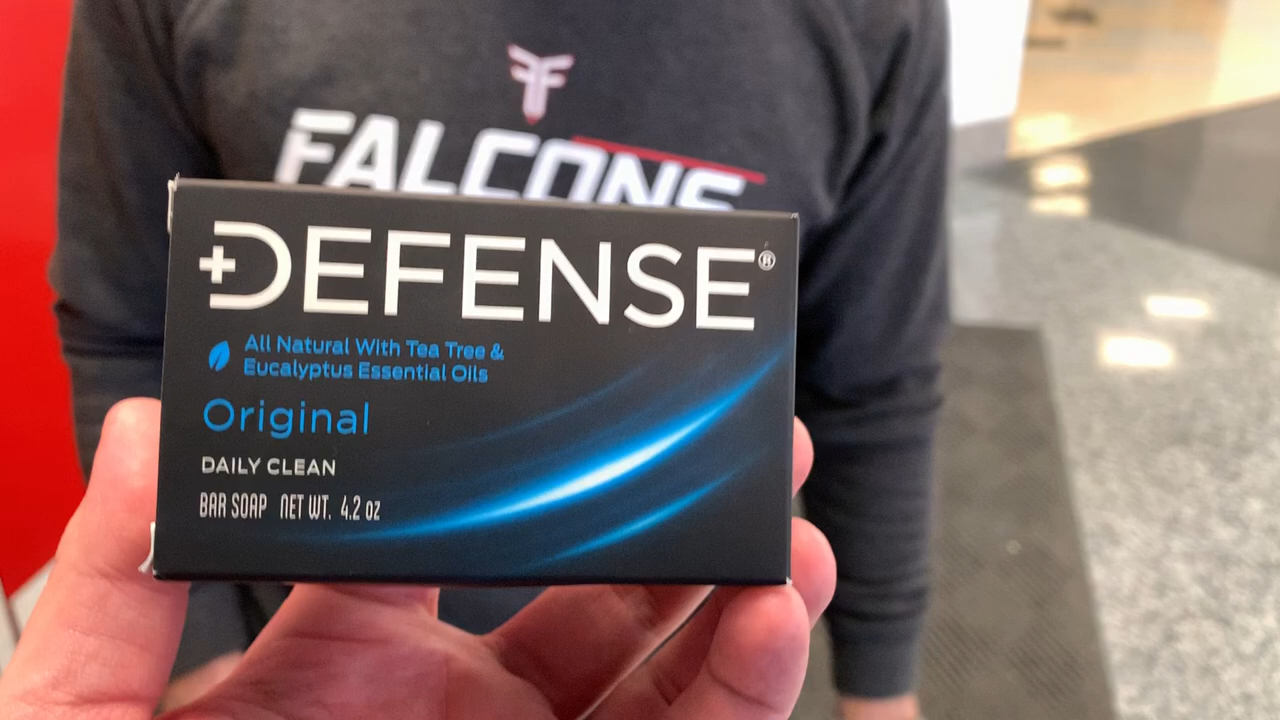 FALCONS
DEFENSE®
All Natural With Tea Tree &
Eucalyptus Essential Oils
Original
DAILY CLEAN
BAR SOAP NET WT. 4.2 oz